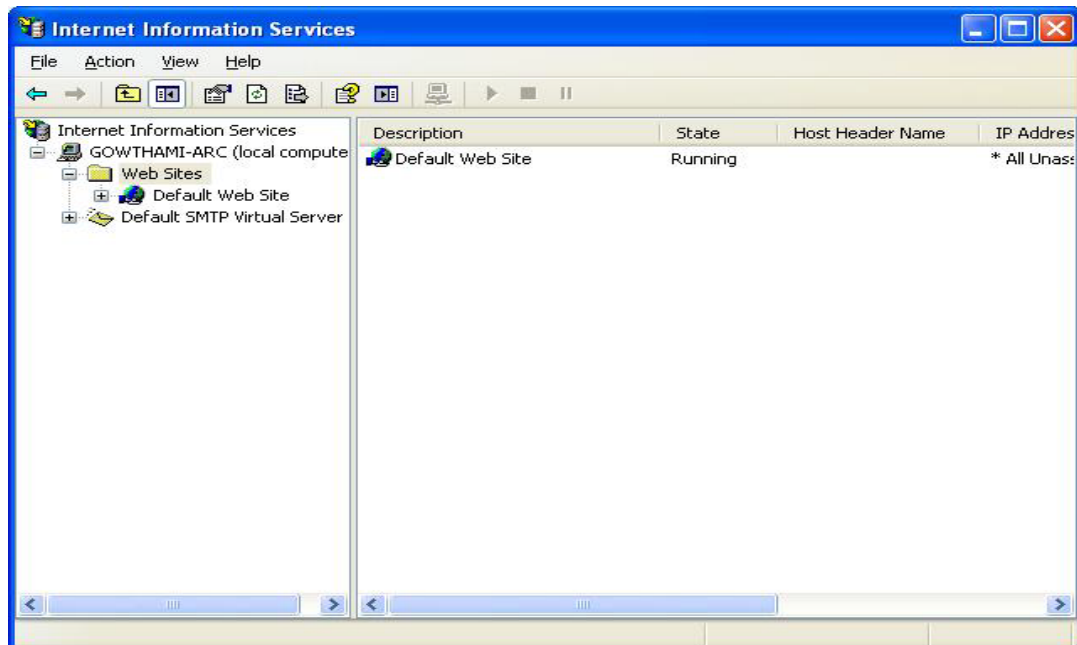 Internet Information Services
File Action View Help
Internet Information Services
GOWTHAMI-ARC (local compute
Web Sites
Default Web Site
Default SMTP Virtual Server
Description State Host Header Name IP Addres
Default Web Site Running * All Unass